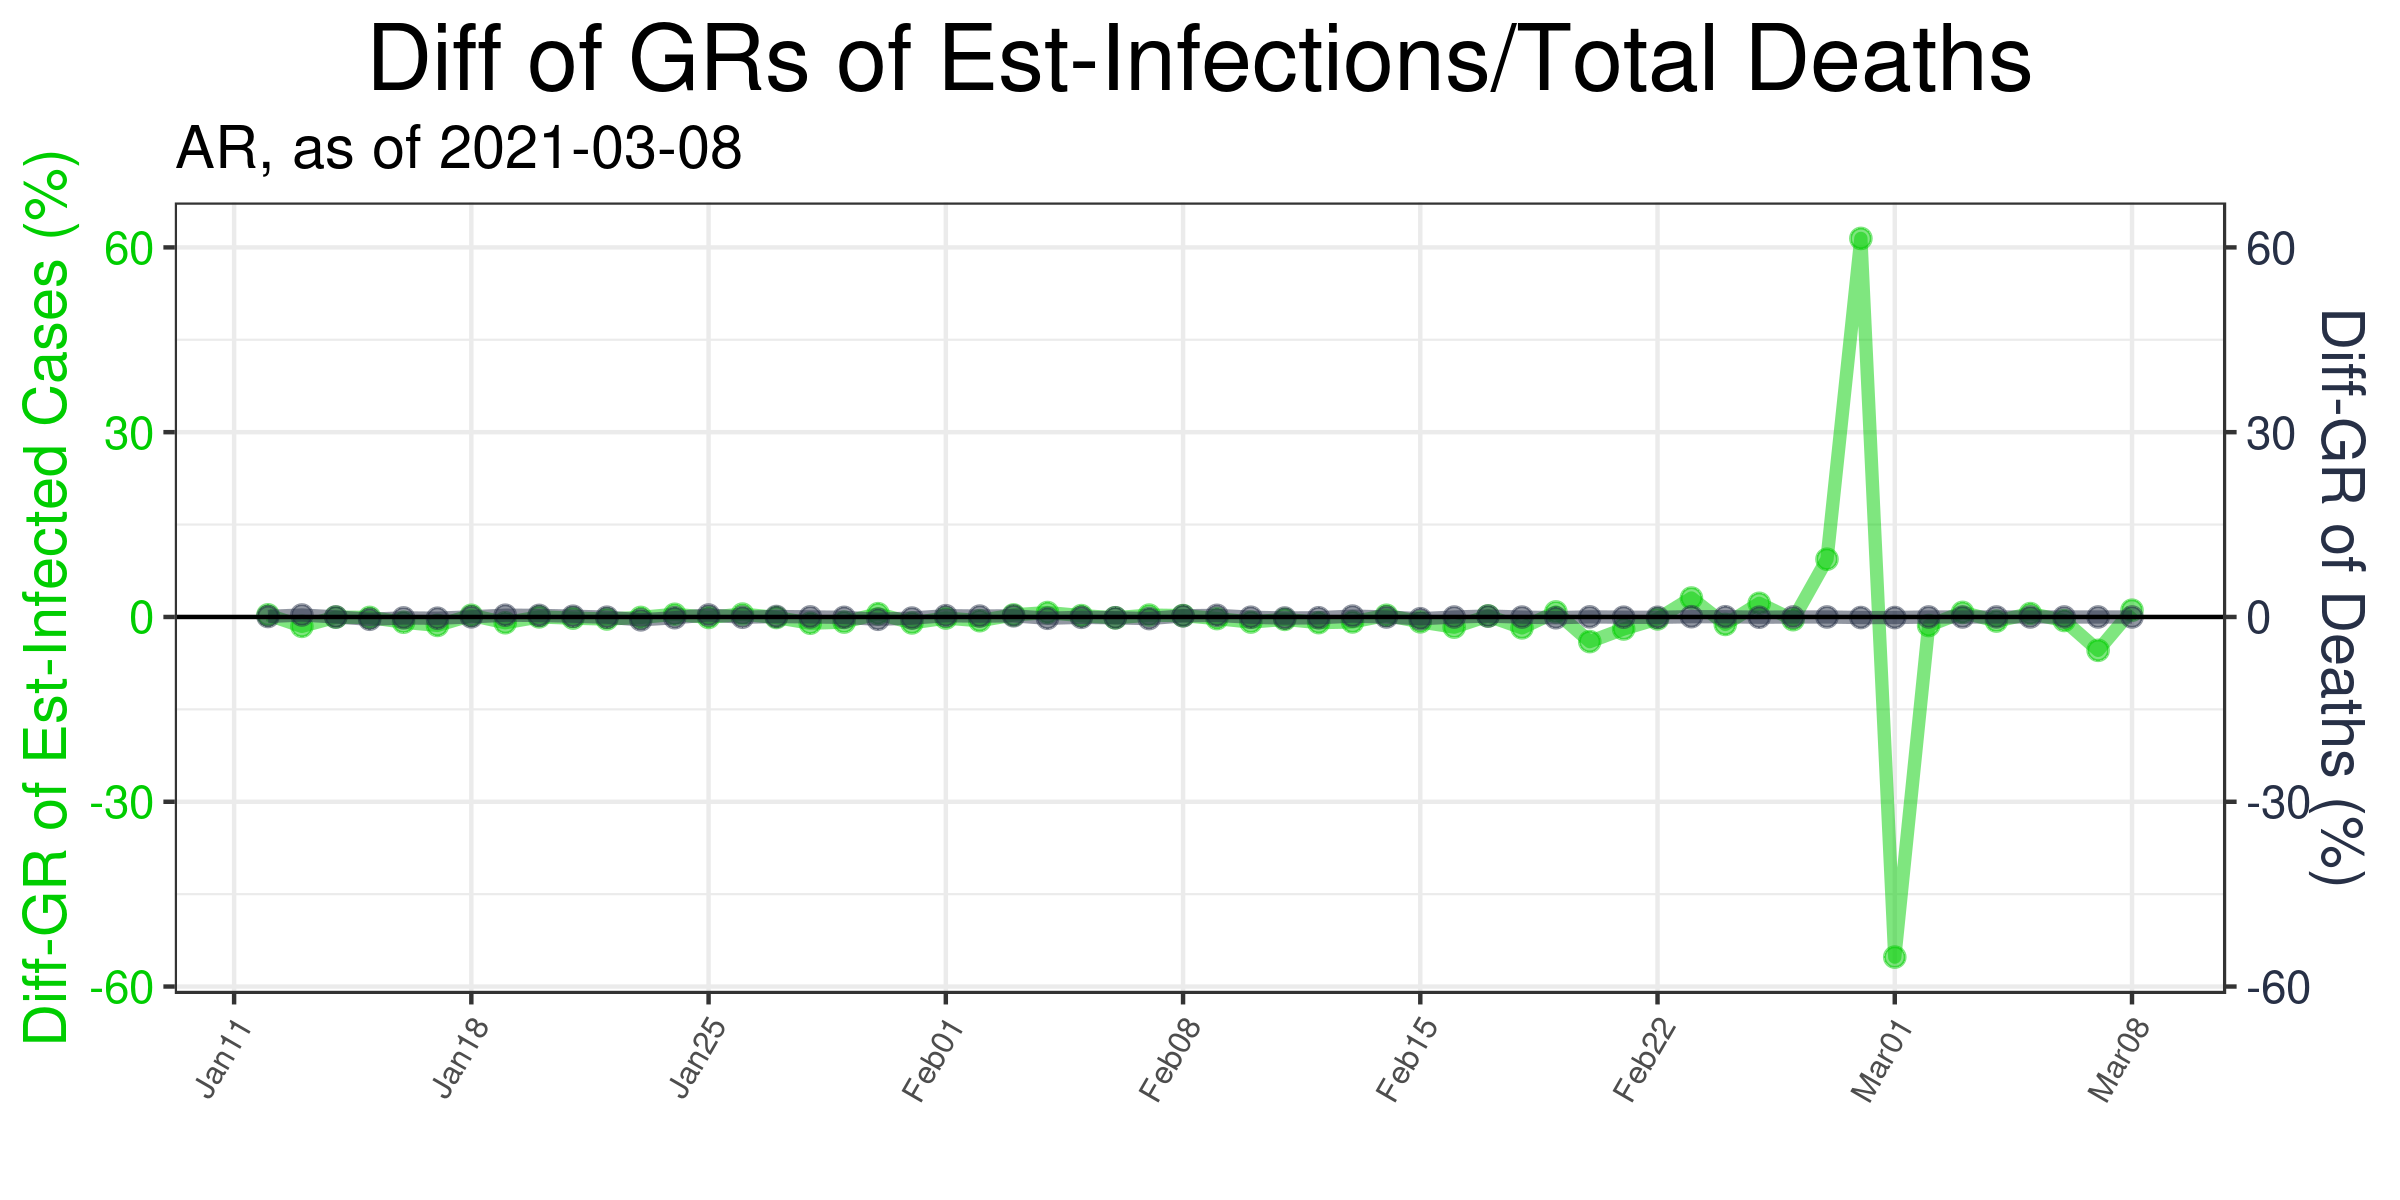 Diff of GRs of Est-Infections/Total Deaths
AR, as of 2021-03-08
Diff-GR of Est-Infected Cases (%)
60
30
0
-30
-60
60
30
0
-30
-60
Diff-GR of Deaths (%)
Jan11
Jan18
Jan25
Feb01
Feb08
Feb15
Feb22
Mar01
Mar08